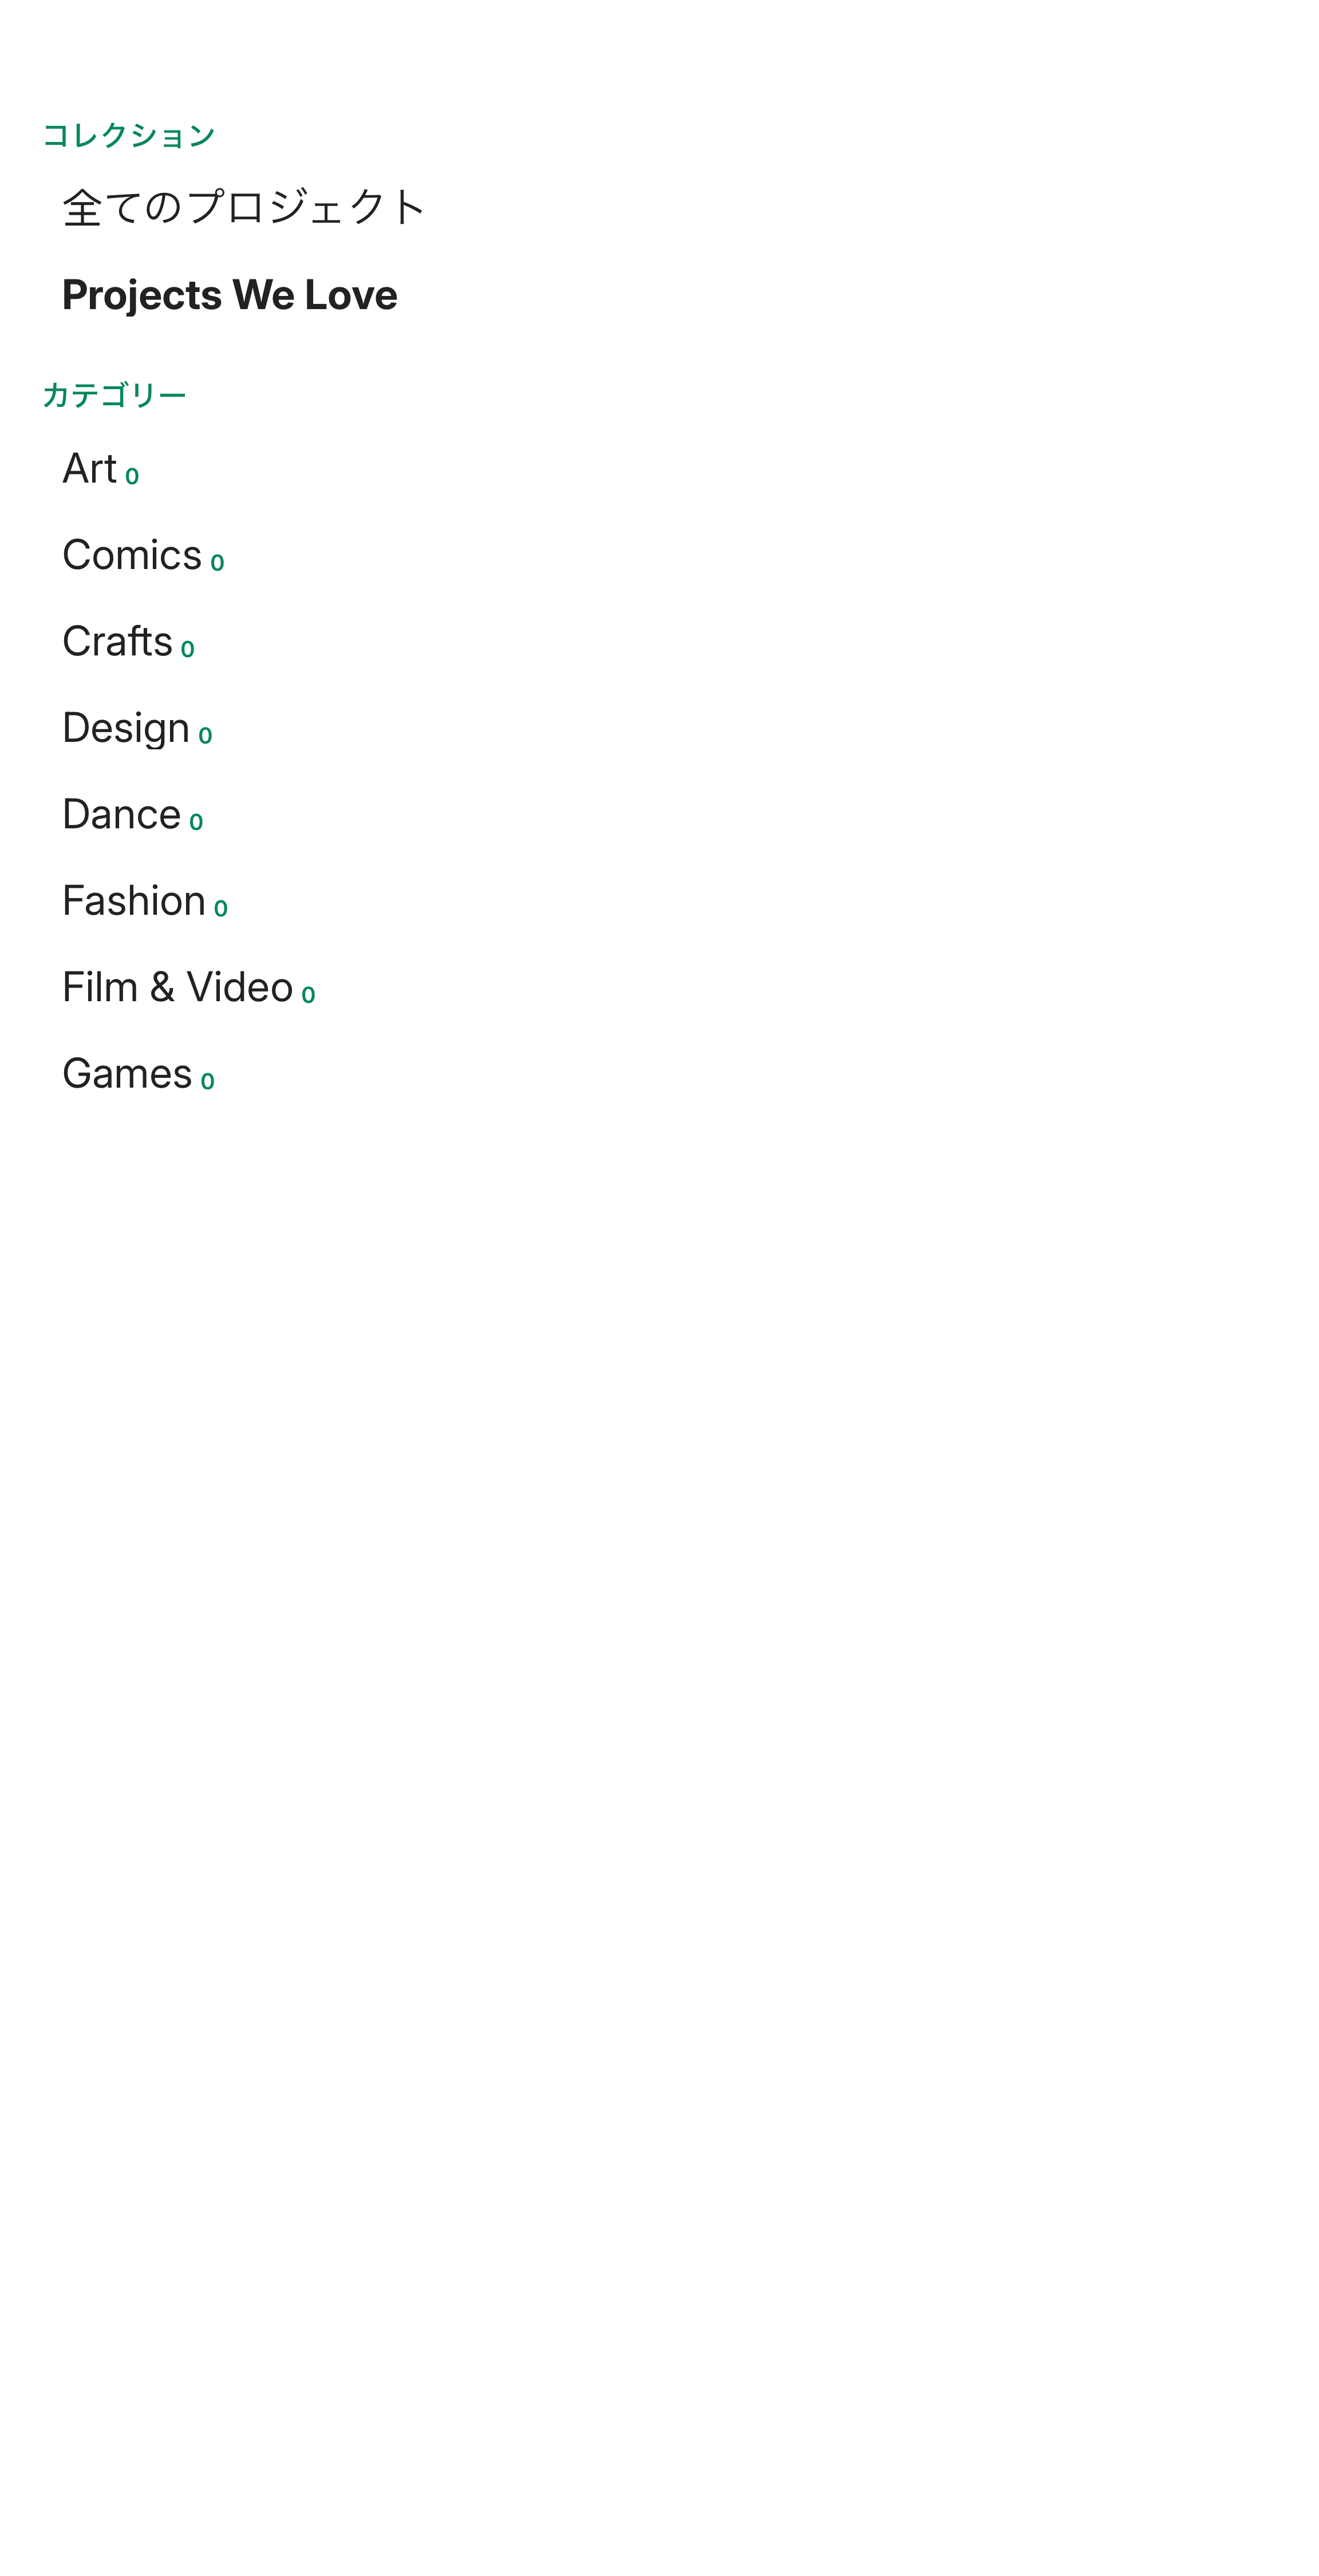 コレクション
全てのプロジェクト
Projects We Love
カテゴリー
Art 0
Comics 0
Crafts 0
Design 0
Dance 0
Fashion 0
Film & Video 0
Games 0